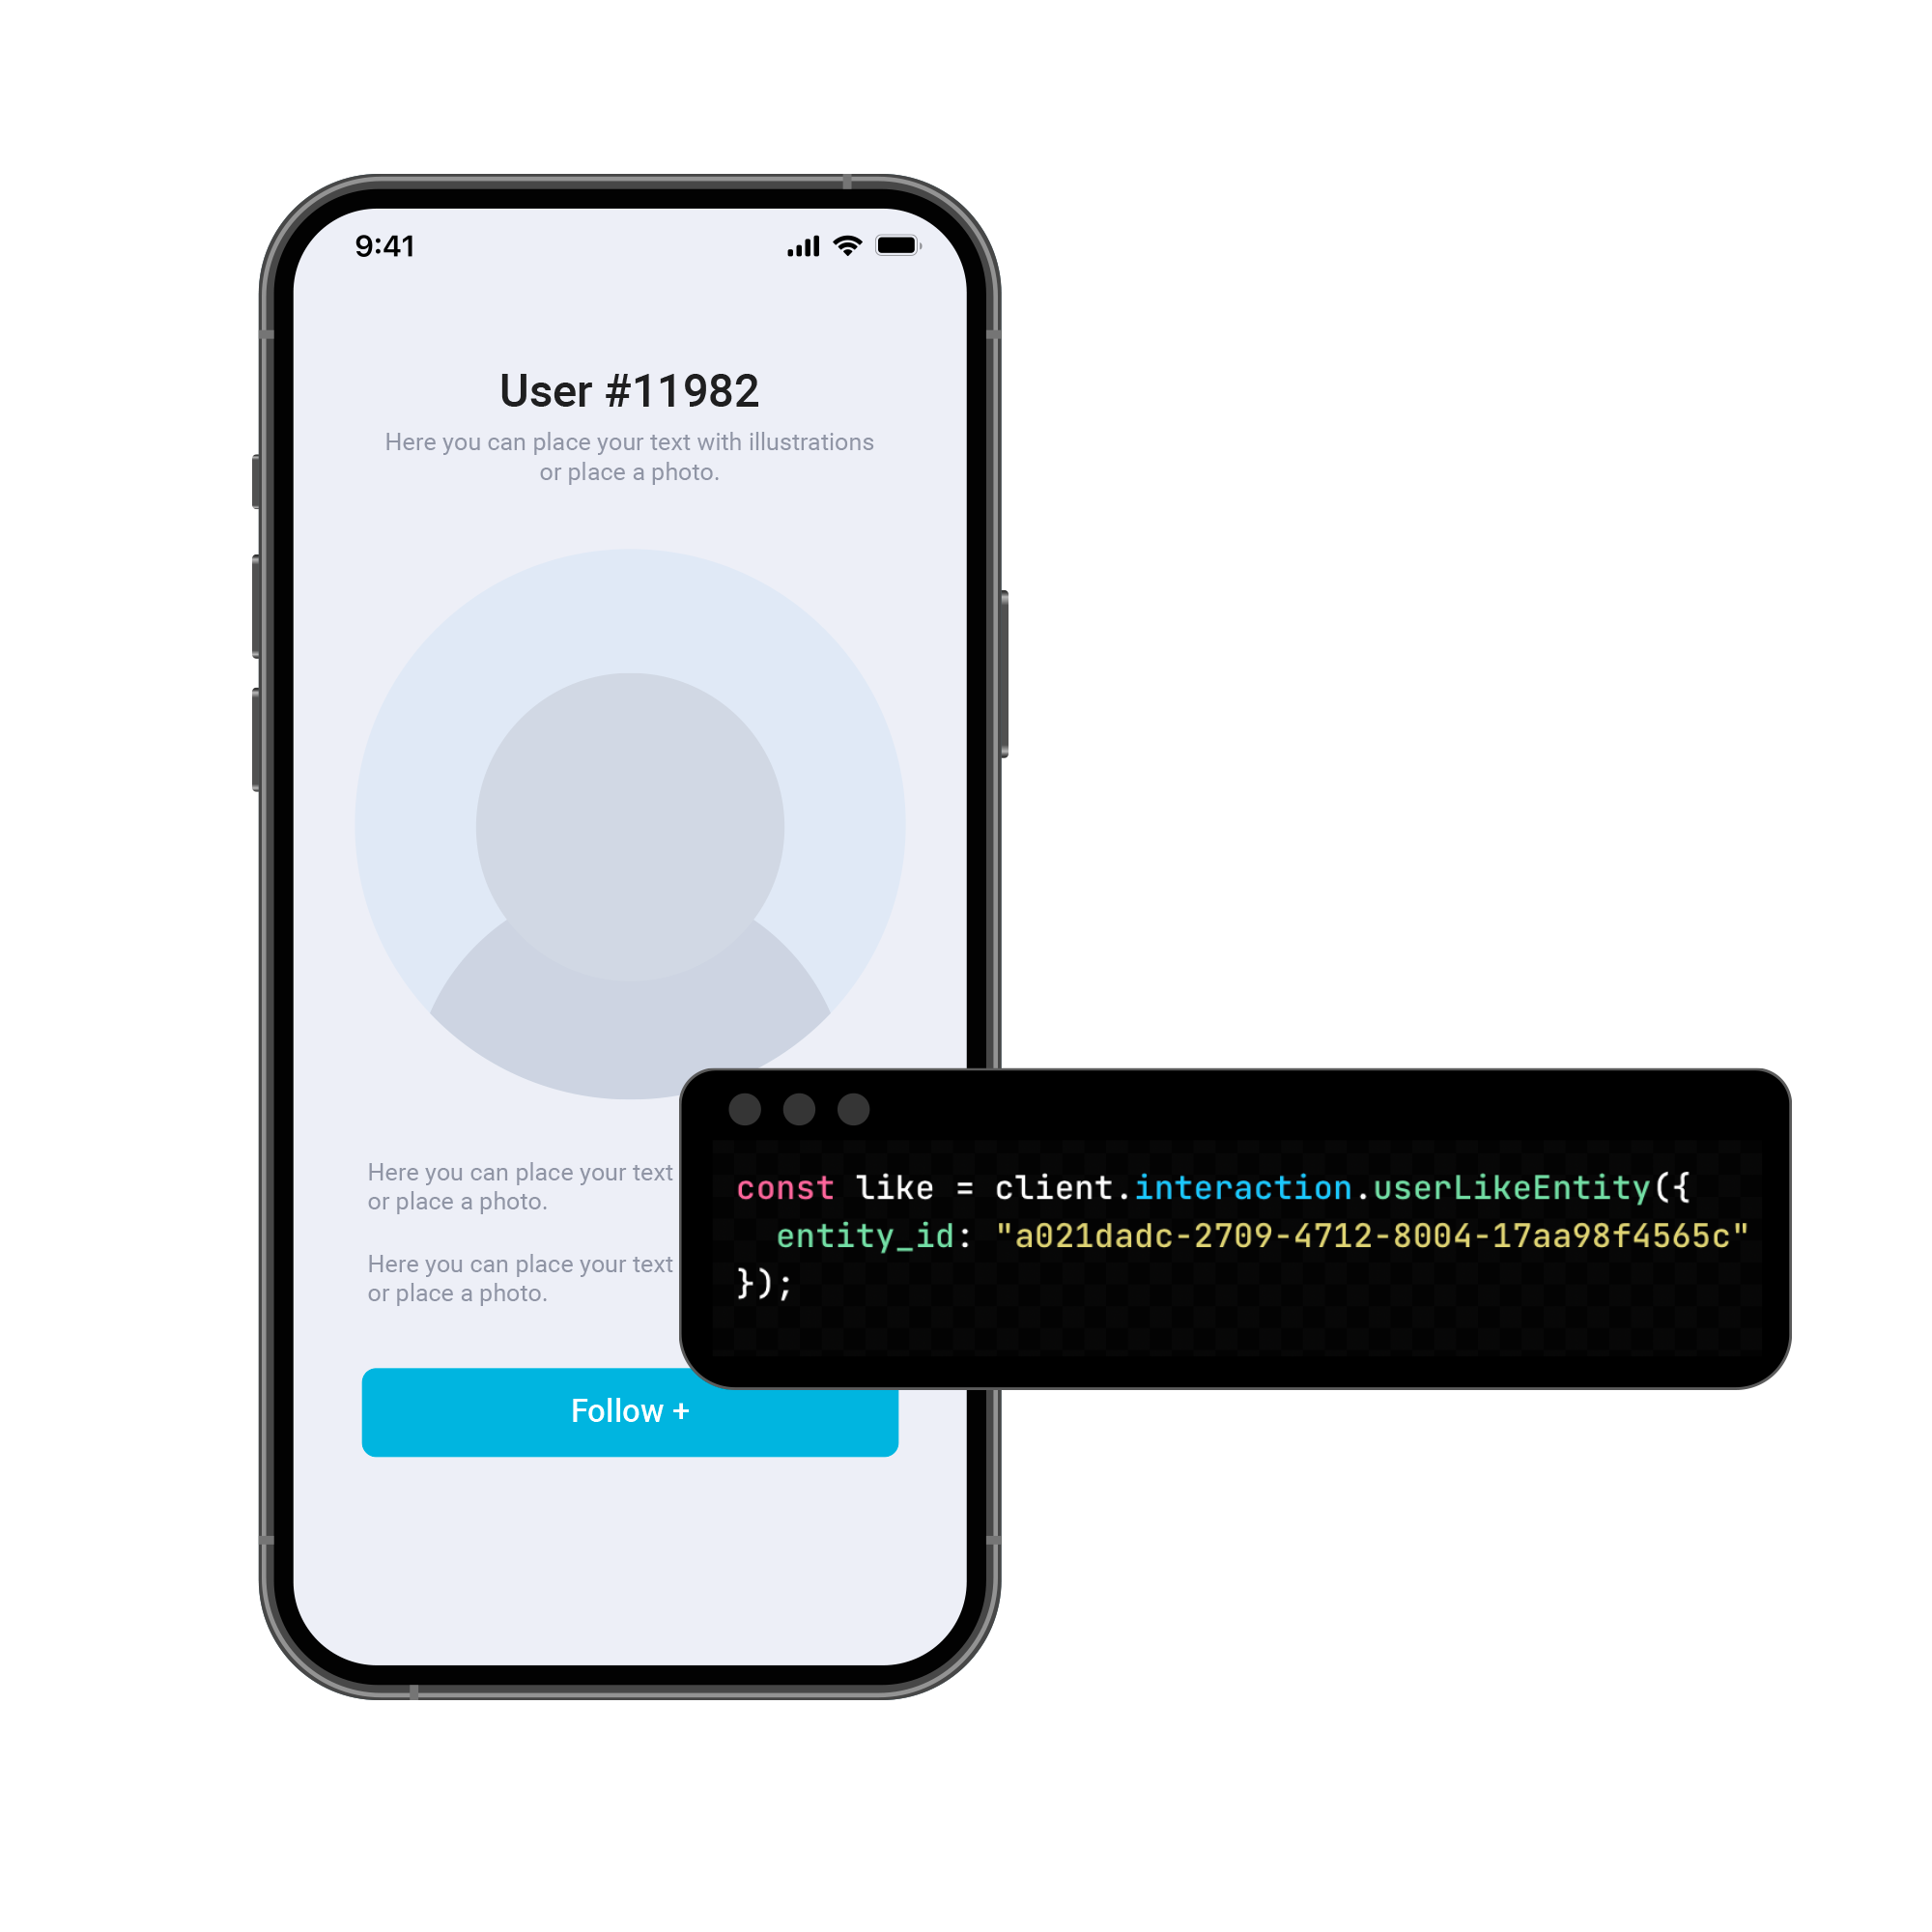 9:41
User #11982
Here you can place your text with illustrations
or place a photo.
Here you can place your text
or place a photo.
Here you can place your text
or place a photo.
const like = client.interaction.userLikeEntity({
  entity_id: "a021dadc-2709-4712-8004-17aa98f4565c"
});
Follow +